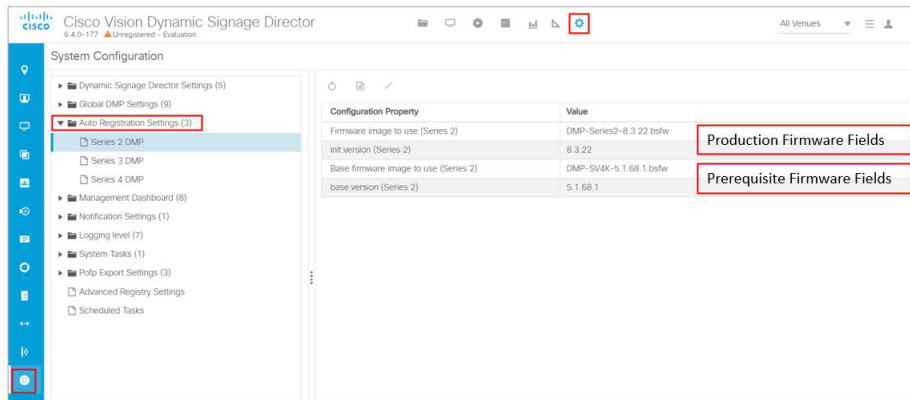 CISCO
Cisco Vision Dynamic Signage Director
6.4.0-177 Unregistered - Evaluation
All Venues
System Configuration
Dynamic Signage Director Settings (5)
Global DMP Settings (9)
Auto Registration Settings (3)
Series 2 DMP
Series 3 DMP
Series 4 DMP
Management Dashboard (8)
Notification Settings (1)
Logging level (7)
System Tasks (1)
Pofp Export Settings (3)
Advanced Registry Settings
Scheduled Tasks
Configuration Property Value
Firmware image to use (Series 2) DMP-Series2-8.3.22.bsfw
init.version (Series 2) 8.3.22
Production Firmware Fields
Base firmware image to use (Series 2) DMP-SV4K-5.1.68.1.bsfw
base.version (Series 2) 5.1.68.1
Prerequisite Firmware Fields